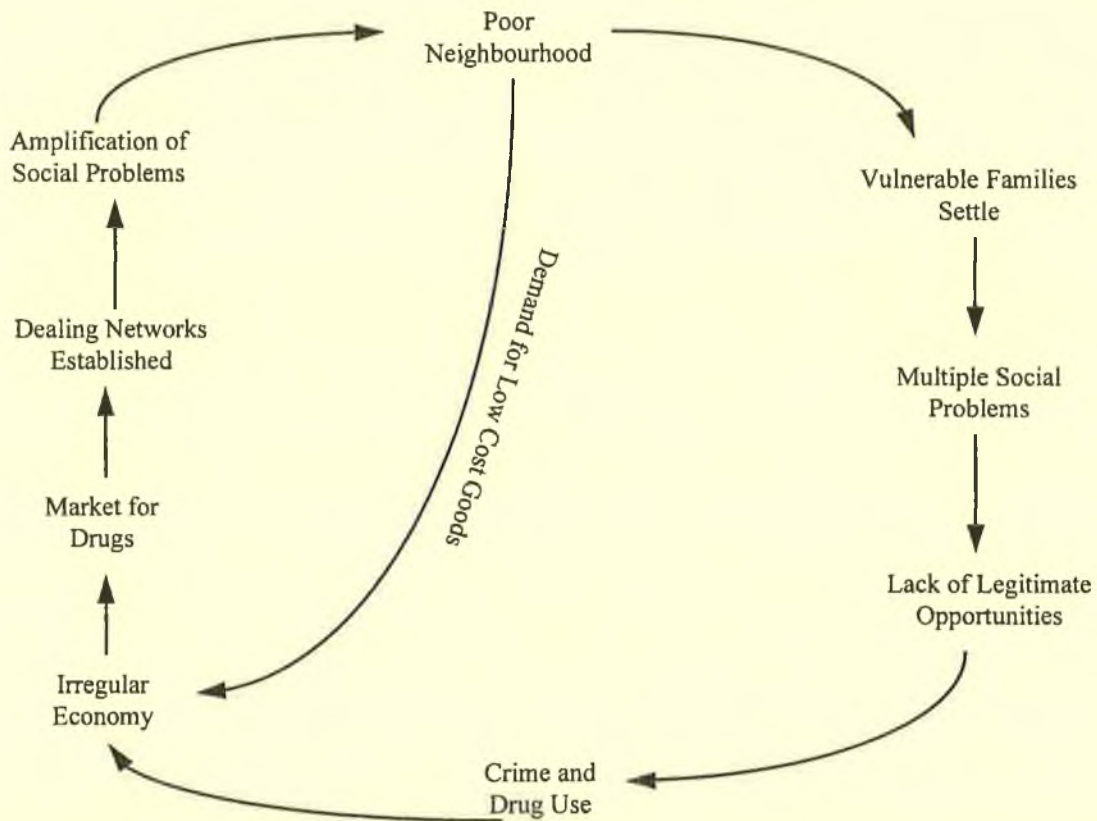 Poor
Neighbourhood
Vulnerable Families
Settle
Multiple Social
Problems
Lack of Legitimate
Opportunities
Crime and
Drug Use
Irregular
Economy
Market for
Drugs
Dealing Networks
Established
Amplification of
Social Problems
Demand for Low Cost Goods